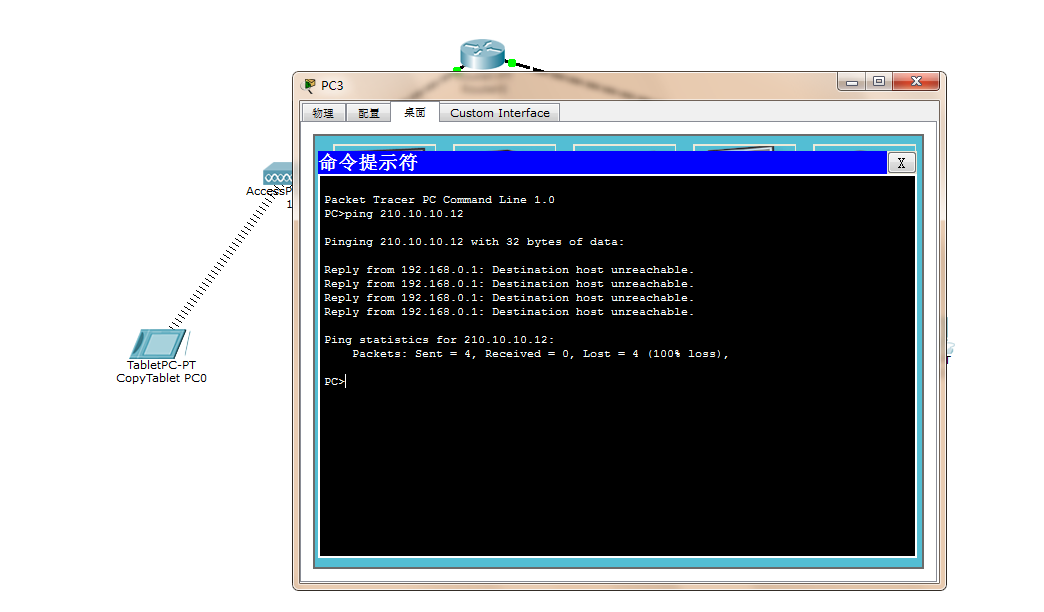 PC3
物理
配置
桌面
Custom Interface
命令提示符
X
Packet Tracer PC Command Line 1.0
PC>ping 210.10.10.12
Pinging 210.10.10.12 with 32 bytes of data:
Reply from 192.168.0.1: Destination host unreachable.
Reply from 192.168.0.1: Destination host unreachable.
Reply from 192.168.0.1: Destination host unreachable.
Reply from 192.168.0.1: Destination host unreachable.
Ping statistics for 210.10.10.12:
    Packets: Sent = 4, Received = 0, Lost = 4 (100% loss),
PC>
AccessP
1
TabletPC-PT
CopyTablet PC0
T